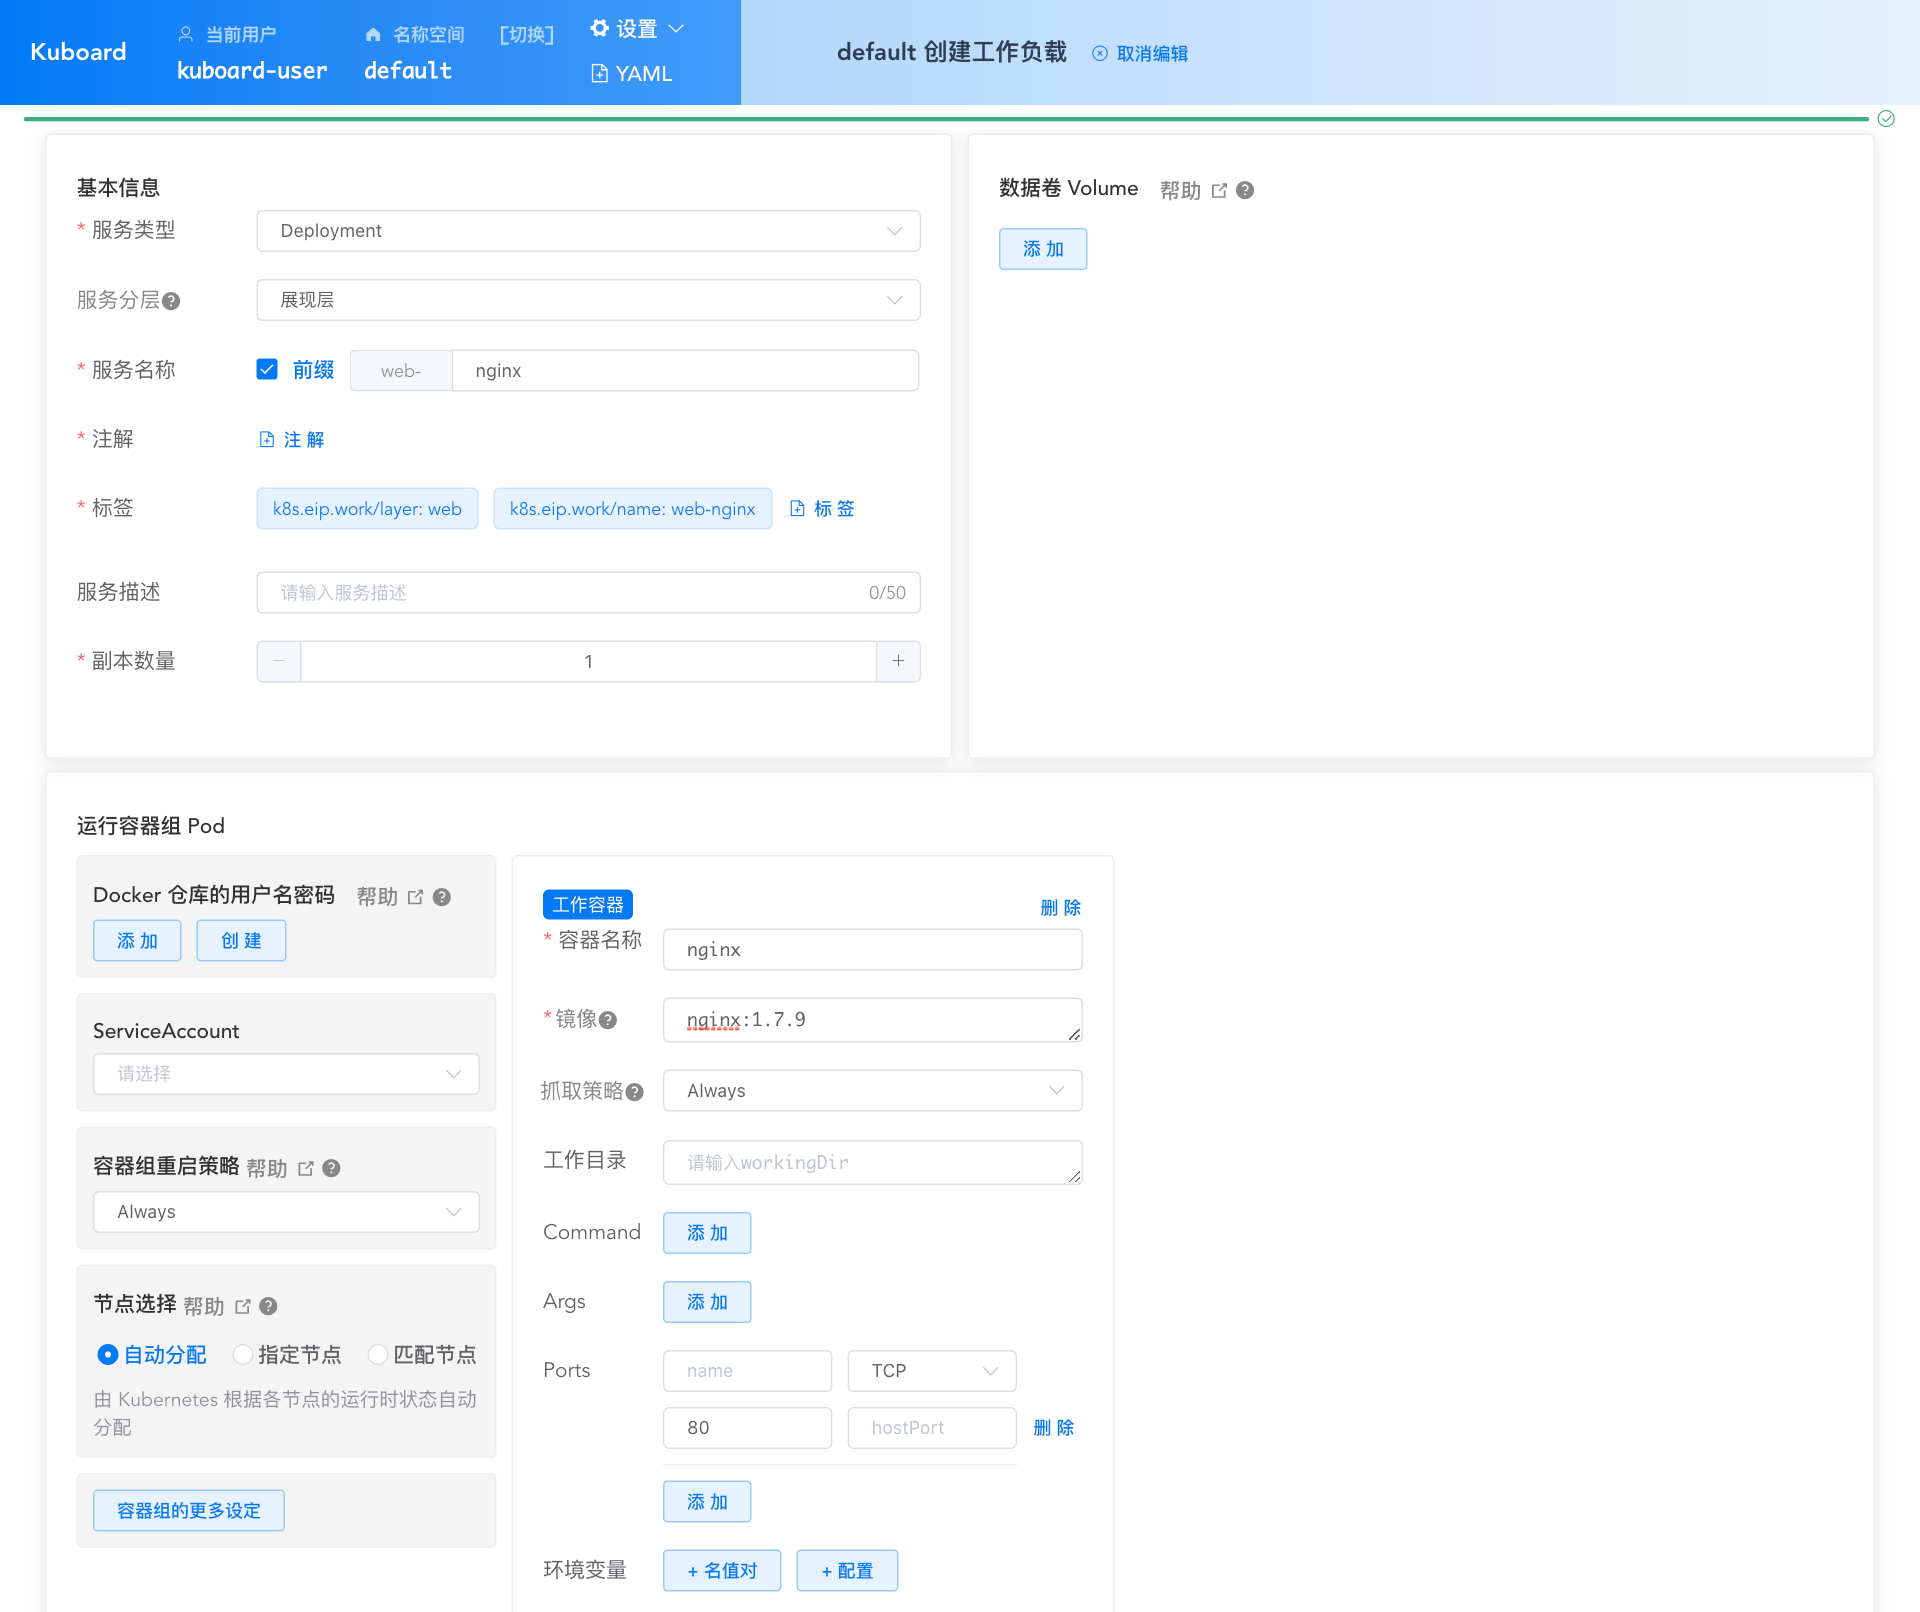 Kuboard
当前用户
kuboard-user
名称空间
default
[切换]
设置
YAML
default 创建工作负载
取消编辑
基本信息
* 服务类型
Deployment
服务分层
展现层
* 服务名称
前缀
web-
nginx
* 注解
注 解
* 标签
k8s.eip.work/layer: web
k8s.eip.work/name: web-nginx
标 签
服务描述
请输入服务描述
0/50
* 副本数量
1
数据卷 Volume 帮助
添 加
运行容器组 Pod
Docker 仓库的用户名密码 帮助
添 加
创 建
ServiceAccount
请选择
容器组重启策略 帮助
Always
节点选择 帮助
自动分配
指定节点
匹配节点
由 Kubernetes 根据各节点的运行时状态自动
分配
容器组的更多设定
工作容器
删 除
* 容器名称
nginx
* 镜像
nginx:1.7.9
抓取策略
Always
工作目录
请输入workingDir
Command
添 加
Args
添 加
Ports
name
TCP
80
hostPort
删 除
添 加
环境变量
+ 名值对
+ 配置